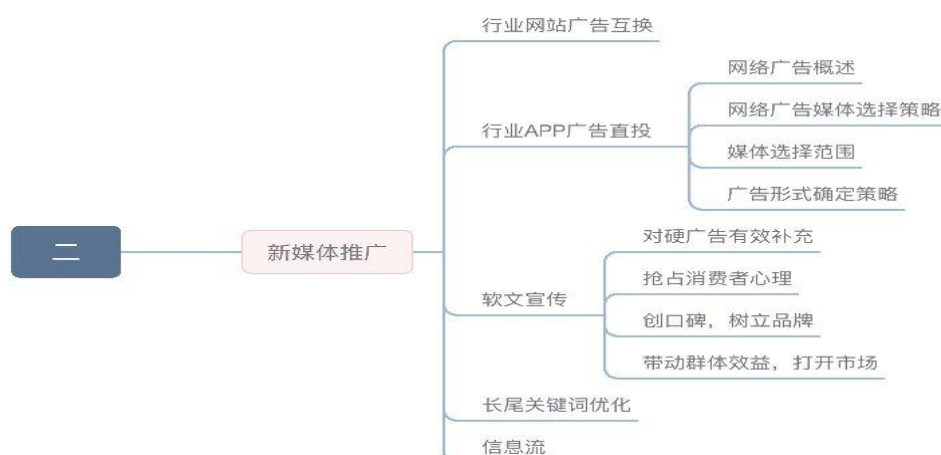 二
新媒体推广
行业网站广告互换
行业APP广告直投
网络广告概述
网络广告媒体选择策略
媒体选择范围
广告形式确定策略
软文宣传
对硬广告有效补充
抢占消费者心理
创口碑，树立品牌
带动群体效益，打开市场
长尾关键词优化
信息流